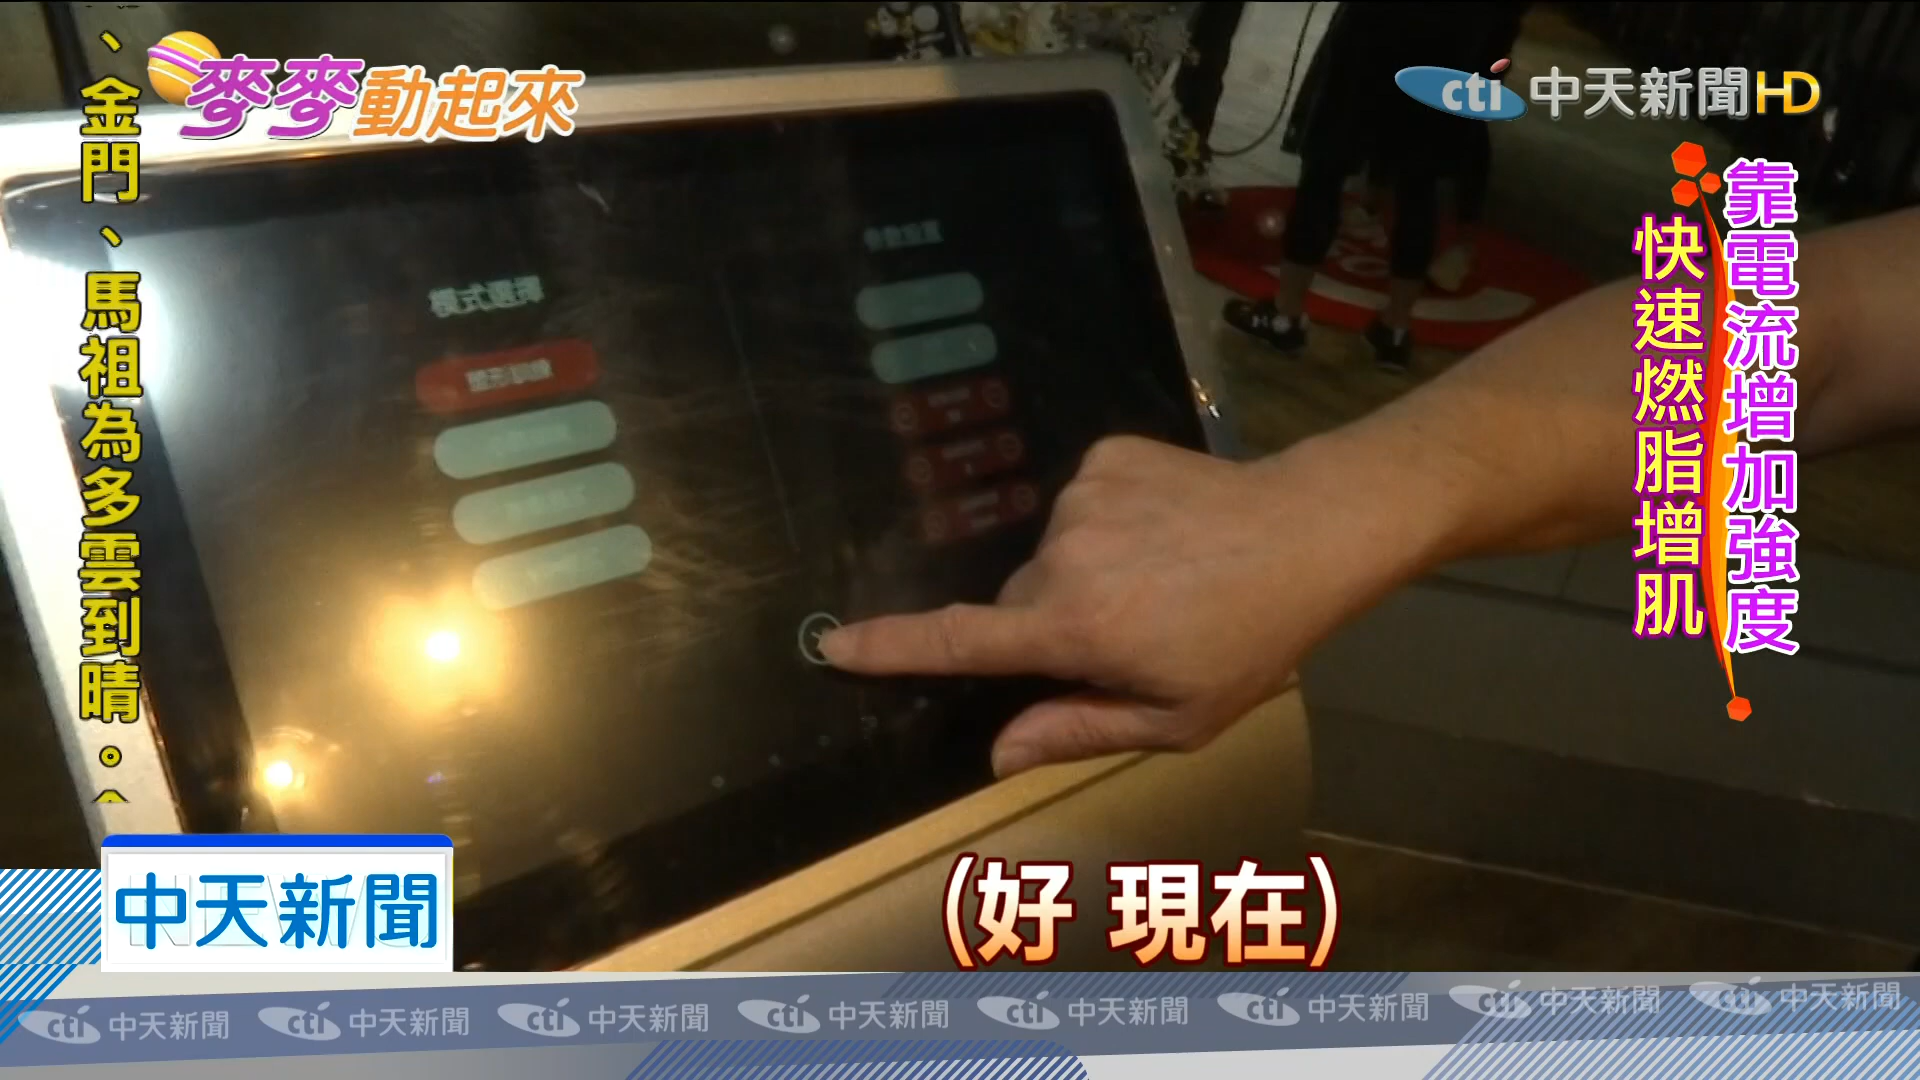 、金門、馬祖為多雲到晴。
麥麥動起來
cti 中天新聞HD
靠電流增加強度
快速燃脂增肌
模式選擇
塑形訓練
中天新聞
(好 現在)
cti 中天新聞 cti 中天新聞 cti 中天新聞 cti 中天新聞 cti 中天新聞 cti 中天新聞 cti 中天新聞 cti 中天新聞